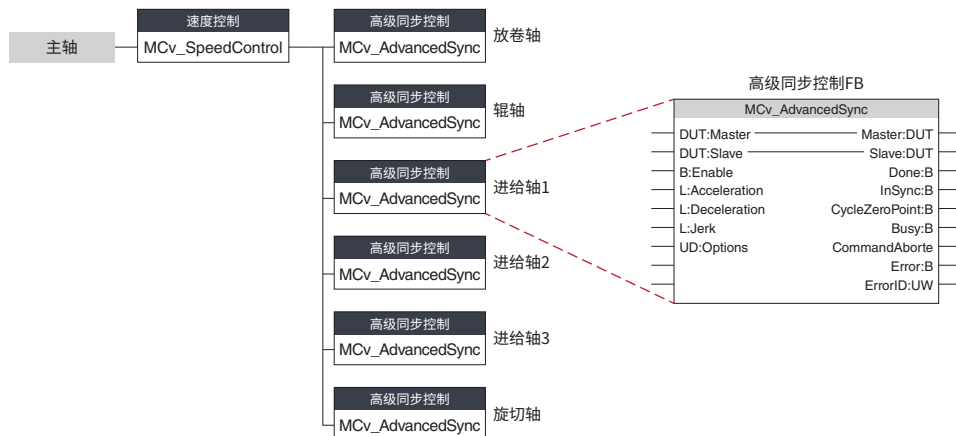 主轴
速度控制
MCv_SpeedControl
高级同步控制
MCv_AdvancedSync
放卷轴
高级同步控制
MCv_AdvancedSync
辊轴
高级同步控制
MCv_AdvancedSync
进给轴1
高级同步控制
MCv_AdvancedSync
进给轴2
高级同步控制
MCv_AdvancedSync
进给轴3
高级同步控制
MCv_AdvancedSync
旋切轴
高级同步控制FB
MCv_AdvancedSync
DUT:Master Master:DUT
DUT:Slave Slave:DUT
B:Enable Done:B
L:Acceleration InSync:B
L:Deceleration CycleZeroPoint:B
L:Jerk Busy:B
UD:Options CommandAborte
Error:B
ErrorID:UW